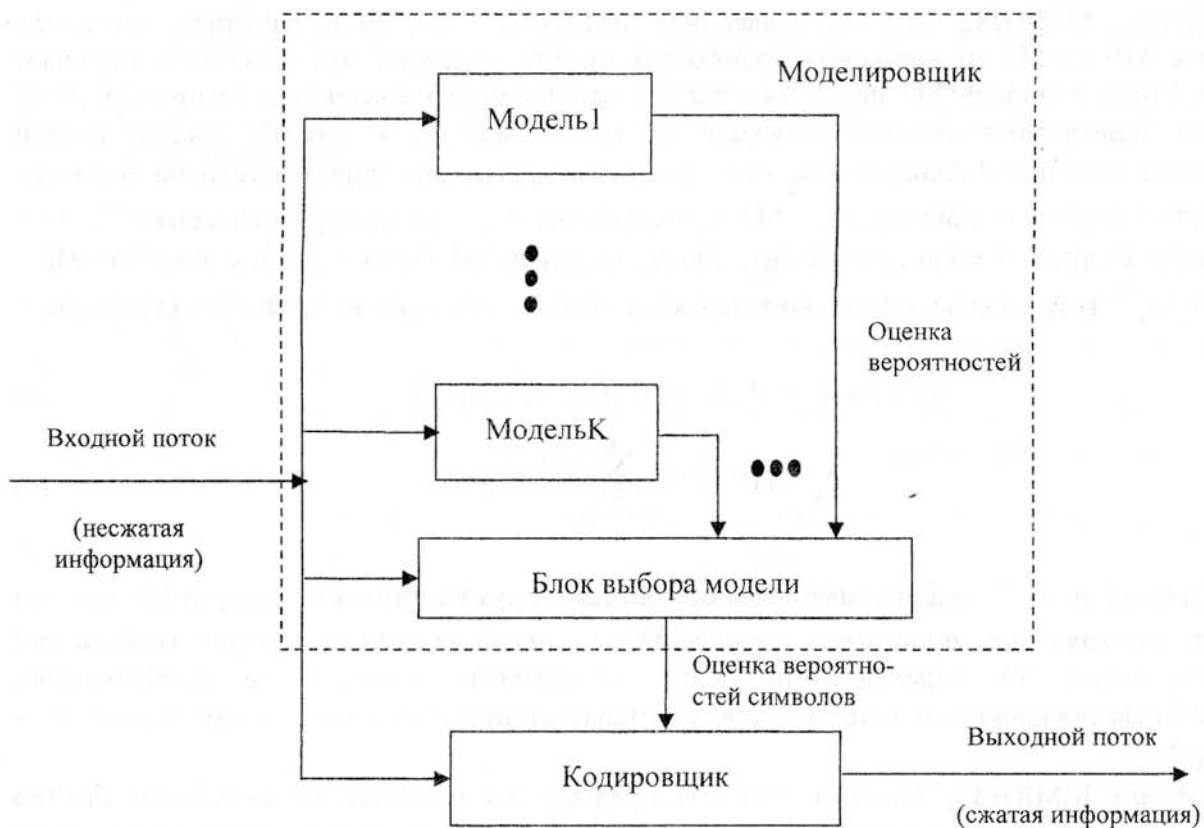 Моделировщик
Модель1
Оценка
вероятностей
МодельК
Входной поток
(несжатая
информация)
Блок выбора модели
Оценка вероятно-
стей символов
Кодировщик
Выходной поток
(сжатая информация)